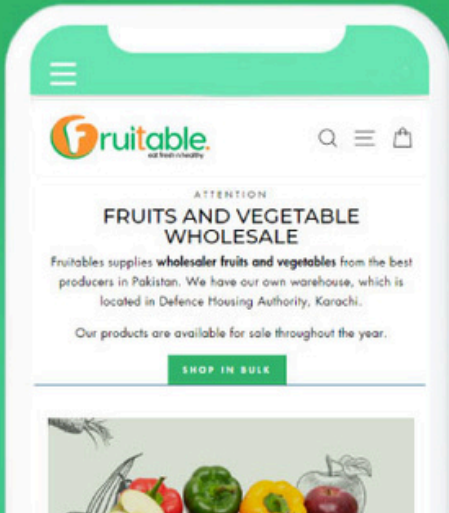 Fruitable.
eat fresh n healthy
ATTENTION
FRUITS AND VEGETABLE
WHOLESALE
Fruitables supplies wholesaler fruits and vegetables from the best
producers in Pakistan. We have our own warehouse, which is
located in Defence Housing Authority, Karachi.
Our products are available for sale throughout the year.
SHOP IN BULK